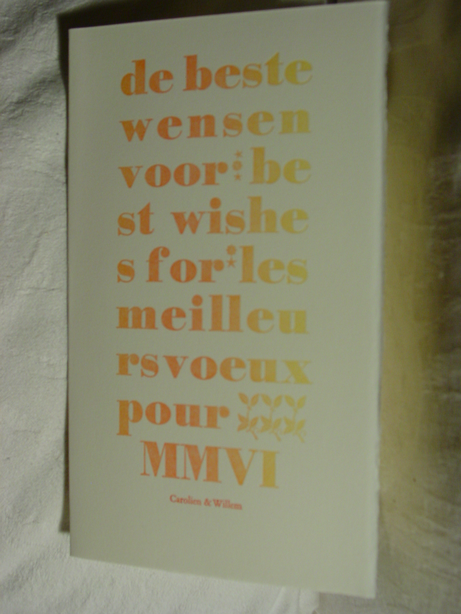 de beste
wensen
voor be
st wishe
s for les
meilleu
rsvoeux
pour
MMVI
Carolien & Willem